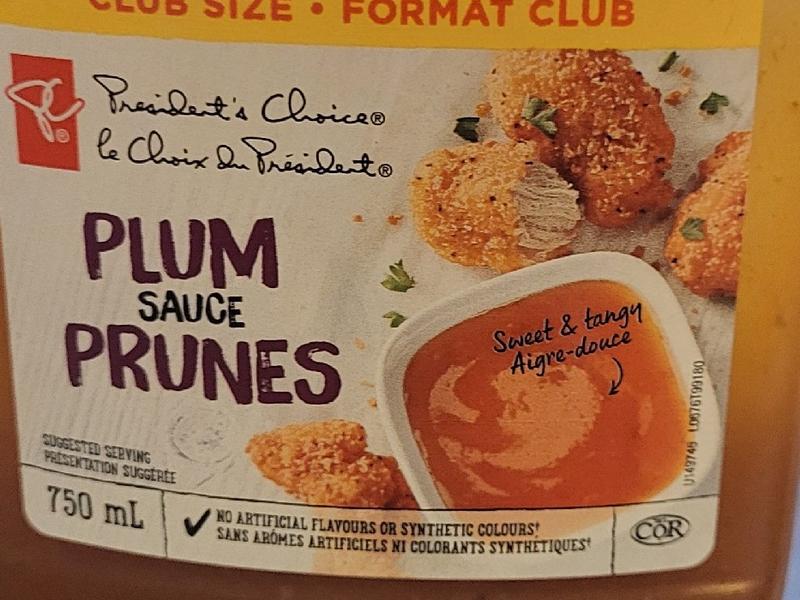 CLUB SIZE • FORMAT CLUB
PC®
President's Choice®
le Choix du Président®
PLUM
SAUCE
PRUNES
Sweet & tangy
Aigre-douce
SUGGESTED SERVING
PRÉSENTATION SUGGÉRÉE
750 mL
✓ NO ARTIFICIAL FLAVOURS OR SYNTHETIC COLOURS†
SANS ARÔMES ARTIFICIELS NI COLORANTS SYNTHÉTIQUES†
COR